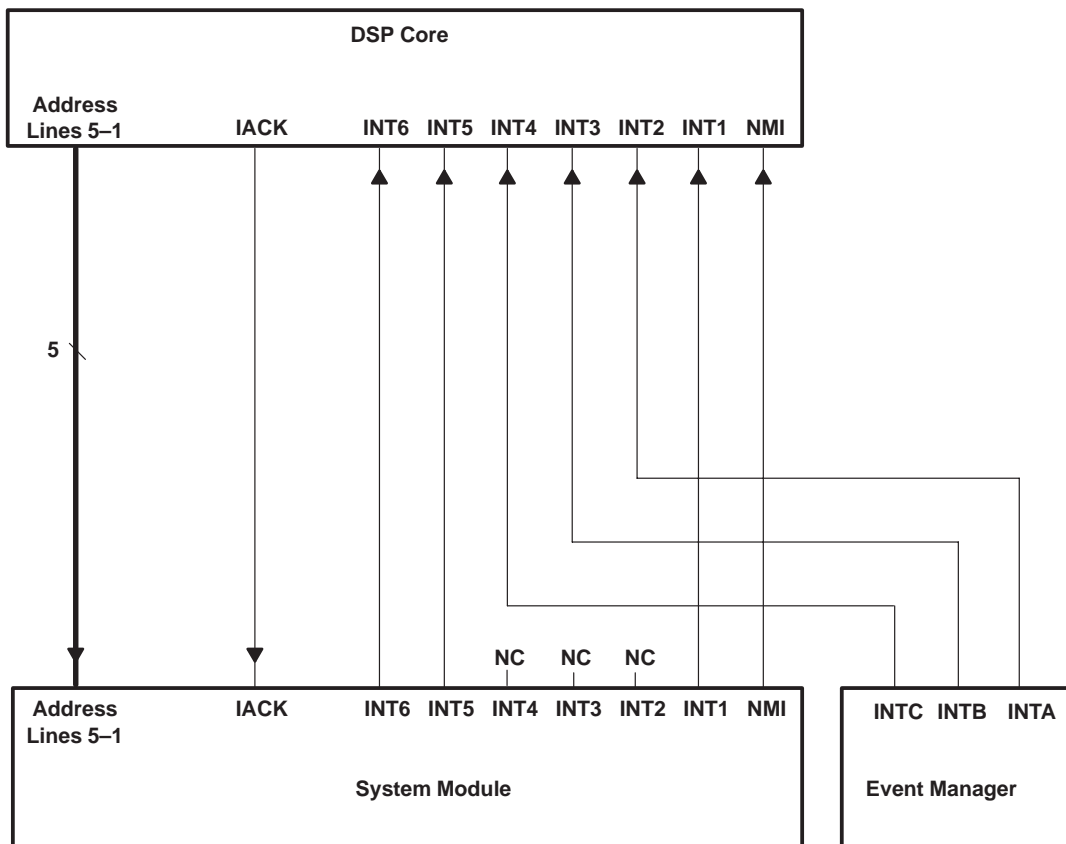 DSP Core
Address
Lines 5–1
IACK
INT6
INT5
INT4
INT3
INT2
INT1
NMI
5
NC
NC
NC
Address
Lines 5–1
IACK
INT6
INT5
INT4
INT3
INT2
INT1
NMI
System Module
INTC
INTB
INTA
Event Manager